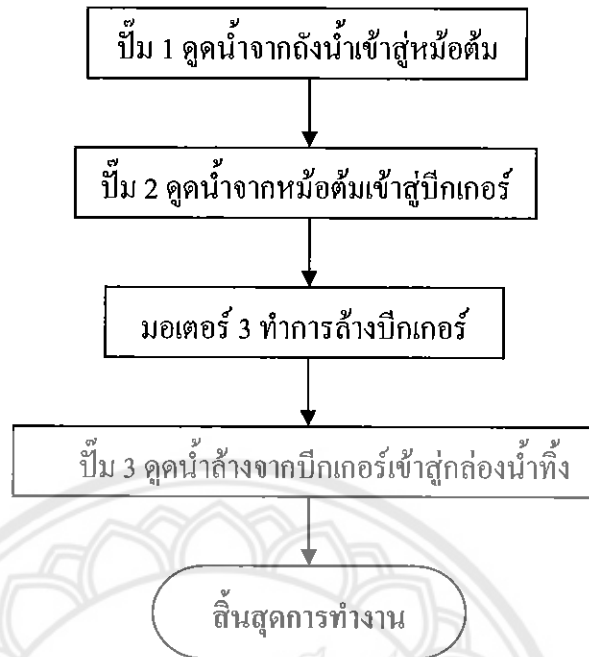 ปั๊ม 1 ดูดน้ำจากถังน้ำเข้าสู่หม้อต้ม
ปั๊ม 2 ดูดน้ำจากหม้อต้มเข้าสู่บีกเกอร์
มอเตอร์ 3 ทำการล้างบีกเกอร์
ปั๊ม 3 ดูดน้ำล้างจากบีกเกอร์เข้าสู่กล่องน้ำทิ้ง
สิ้นสุดการทำงาน